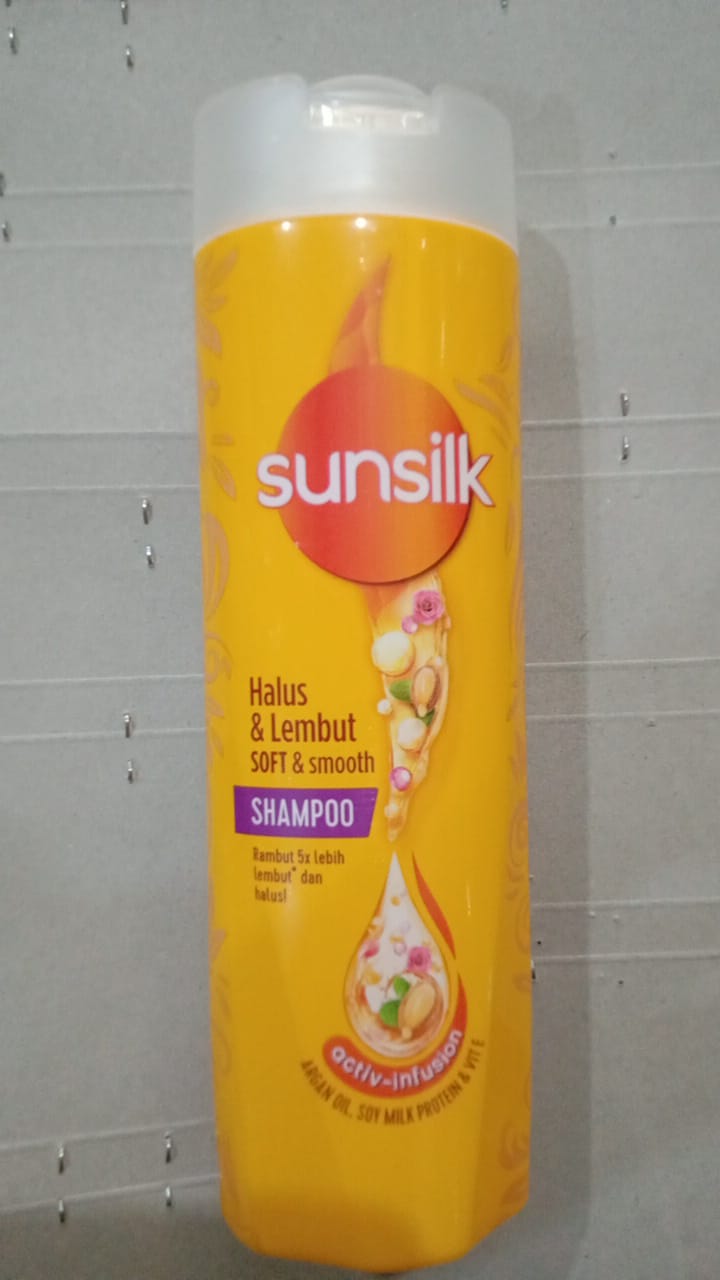 sunsilk
Halus
& Lembut
SOFT & smooth
SHAMPOO
Rambut 5x lebih
lembut* dan
halus!
activ-infusion
ARGAN OIL, SOY MILK PROTEIN & VIT E